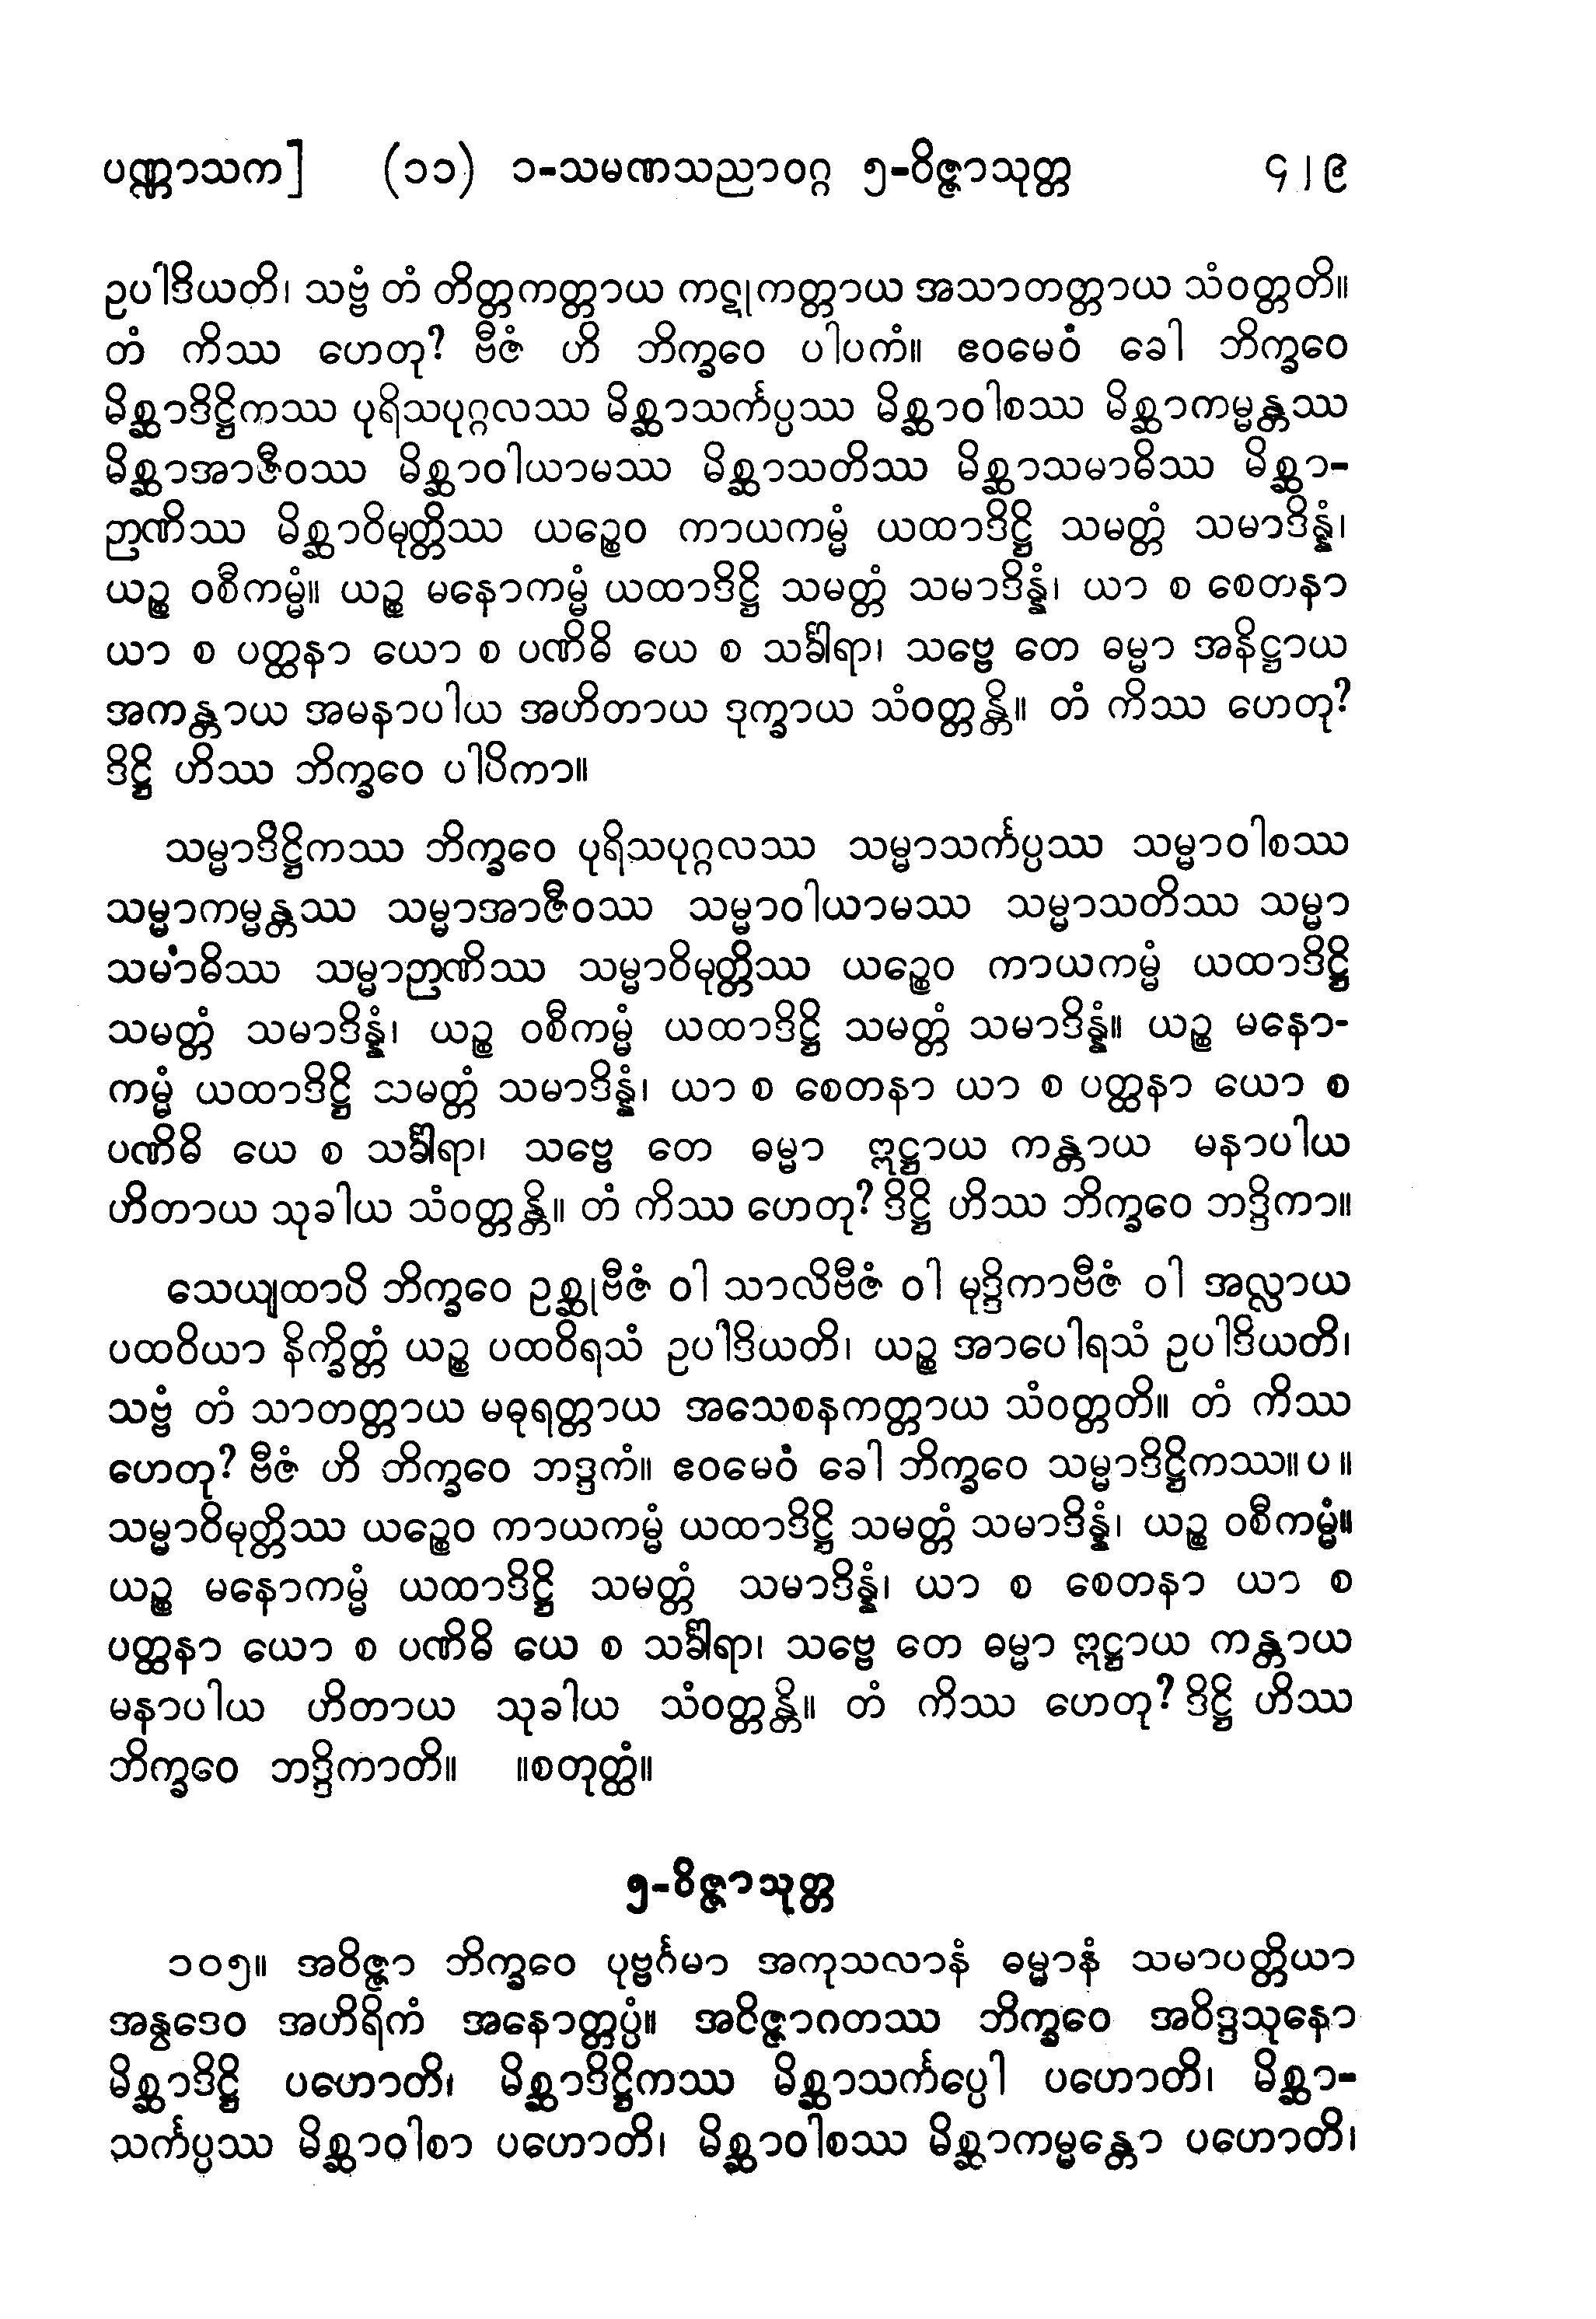 ပဏ္ဏာသက] (၁၁) ၁-သမဏသညာဝဂ္ဂ ၅-ဝိဇ္ဇာသုတ္တ ၄၂၉
ဥပါဒိယတိ၊ သဗ္ဗံ တံ တိတ္တကတ္တာယ ကဋုကတ္တာယ အသာတတ္တာယ သံဝတ္တတိ။
တံ ကိဿ ဟေတု? ဗီဇံ ဟိ ဘိက္ခဝေ ပါပကံ။ ဧဝမေဝံ ခေါ ဘိက္ခဝေ
မိစ္ဆာဒိဋ္ဌိကဿ ပုရိသပုဂ္ဂလဿ မိစ္ဆာသင်္ကပ္ပဿ မိစ္ဆာဝါစဿ မိစ္ဆာကမ္မန္တဿ
မိစ္ဆာအာဇီဝဿ မိစ္ဆာဝါယာမဿ မိစ္ဆာသတိဿ မိစ္ဆာသမာဓိဿ မိစ္ဆာ-
ဉာဏိဿ မိစ္ဆာဝိမုတ္တိဿ ယဉ္စေဝ ကာယကမ္မံ ယထာဒိဋ္ဌိ သမတ္တံ သမာဒိန္နံ၊
ယဉ္စ ဝစီကမ္မံ။ ယဉ္စ မနောကမ္မံ ယထာဒိဋ္ဌိ သမတ္တံ သမာဒိန္နံ၊ ယာ စ စေတနာ
ယာ စ ပတ္ထနာ ယော စ ပဏိဓိ ယေ စ သင်္ခါရာ၊ သဗ္ဗေ တေ ဓမ္မာ အနိဋ္ဌာယ
အကန္တာယ အမနာပါယ အဟိတာယ ဒုက္ခာယ သံဝတ္တန္တိ။ တံ ကိဿ ဟေတု?
ဒိဋ္ဌိ ဟိဿ ဘိက္ခဝေ ပါပိကာ။
သမ္မာဒိဋ္ဌိကဿ ဘိက္ခဝေ ပုရိသပုဂ္ဂလဿ သမ္မာသင်္ကပ္ပဿ သမ္မာဝါစဿ
သမ္မာကမ္မန္တဿ သမ္မာအာဇီဝဿ သမ္မာဝါယာမဿ သမ္မာသတိဿ သမ္မာ
သမာဓိဿ သမ္မာဉာဏိဿ သမ္မာဝိမုတ္တိဿ ယဉ္စေဝ ကာယကမ္မံ ယထာဒိဋ္ဌိ
သမတ္တံ သမာဒိန္နံ၊ ယဉ္စ ဝစီကမ္မံ ယထာဒိဋ္ဌိ သမတ္တံ သမာဒိန္နံ။ ယဉ္စ မနော-
ကမ္မံ ယထာဒိဋ္ဌိ သမတ္တံ သမာဒိန္နံ၊ ယာ စ စေတနာ ယာ စ ပတ္ထနာ ယော စ
ပဏိဓိ ယေ စ သင်္ခါရာ၊ သဗ္ဗေ တေ ဓမ္မာ ဣဋ္ဌာယ ကန္တာယ မနာပါယ
ဟိတာယ သုခါယ သံဝတ္တန္တိ။ တံ ကိဿ ဟေတု? ဒိဋ္ဌိ ဟိဿ ဘိက္ခဝေ ဘဒ္ဒိကာ။
သေယျထာပိ ဘိက္ခဝေ ဥစ္ဆုဗီဇံ ဝါ သာလိဗီဇံ ဝါ မုဒ္ဒိကာဗီဇံ ဝါ အလ္လာယ
ပထဝိယာ နိက္ခိတ္တံ ယဉ္စ ပထဝိရသံ ဥပါဒိယတိ၊ ယဉ္စ အာပေါရသံ ဥပါဒိယတိ၊
သဗ္ဗံ တံ သာတတ္တာယ မဓုရတ္တာယ အသေစနကတ္တာယ သံဝတ္တတိ။ တံ ကိဿ
ဟေတု? ဗီဇံ ဟိ ဘိက္ခဝေ ဘဒ္ဒကံ။ ဧဝမေဝံ ခေါ ဘိက္ခဝေ သမ္မာဒိဋ္ဌိကဿ။ပ။
သမ္မာဝိမုတ္တိဿ ယဉ္စေဝ ကာယကမ္မံ ယထာဒိဋ္ဌိ သမတ္တံ သမာဒိန္နံ၊ ယဉ္စ ဝစီကမ္မံ။
ယဉ္စ မနောကမ္မံ ယထာဒိဋ္ဌိ သမတ္တံ သမာဒိန္နံ၊ ယာ စ စေတနာ ယာ စ
ပတ္ထနာ ယော စ ပဏိဓိ ယေ စ သင်္ခါရာ၊ သဗ္ဗေ တေ ဓမ္မာ ဣဋ္ဌာယ ကန္တာယ
မနာပါယ ဟိတာယ သုခါယ သံဝတ္တန္တိ။ တံ ကိဿ ဟေတု? ဒိဋ္ဌိ ဟိဿ
ဘိက္ခဝေ ဘဒ္ဒိကာတိ။ ။စတုတ္ထံ။
၅-ဝိဇ္ဇာသုတ္တ
၁၀၅။ အဝိဇ္ဇာ ဘိက္ခဝေ ပုဗ္ဗင်္ဂမာ အကုသလာနံ ဓမ္မာနံ သမာပတ္တိယာ
အနွဒေဝ အဟိရိကံ အနောတ္တပ္ပံ။ အဝိဇ္ဇာဂတဿ ဘိက္ခဝေ အဝိဒ္ဒသုနော
မိစ္ဆာဒိဋ္ဌိ ပဟောတိ၊ မိစ္ဆာဒိဋ္ဌိကဿ မိစ္ဆာသင်္ကပ္ပေါ ပဟောတိ၊ မိစ္ဆာ-
သင်္ကပ္ပဿ မိစ္ဆာဝါစာ ပဟောတိ၊ မိစ္ဆာဝါစဿ မိစ္ဆာကမ္မန္တော ပဟောတိ၊